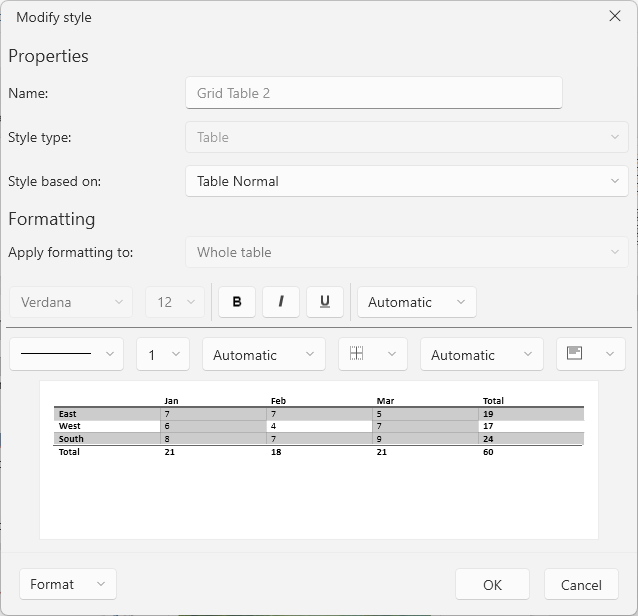 Modify style
Properties
Name: Grid Table 2
Style type: Table
Style based on: Table Normal
Formatting
Apply formatting to: Whole table
Verdana 12 B I U Automatic
1 Automatic Automatic
Jan Feb Mar Total
East 7 7 5 19
West 6 4 7 17
South 8 7 9 24
Total 21 18 21 60
Format OK Cancel